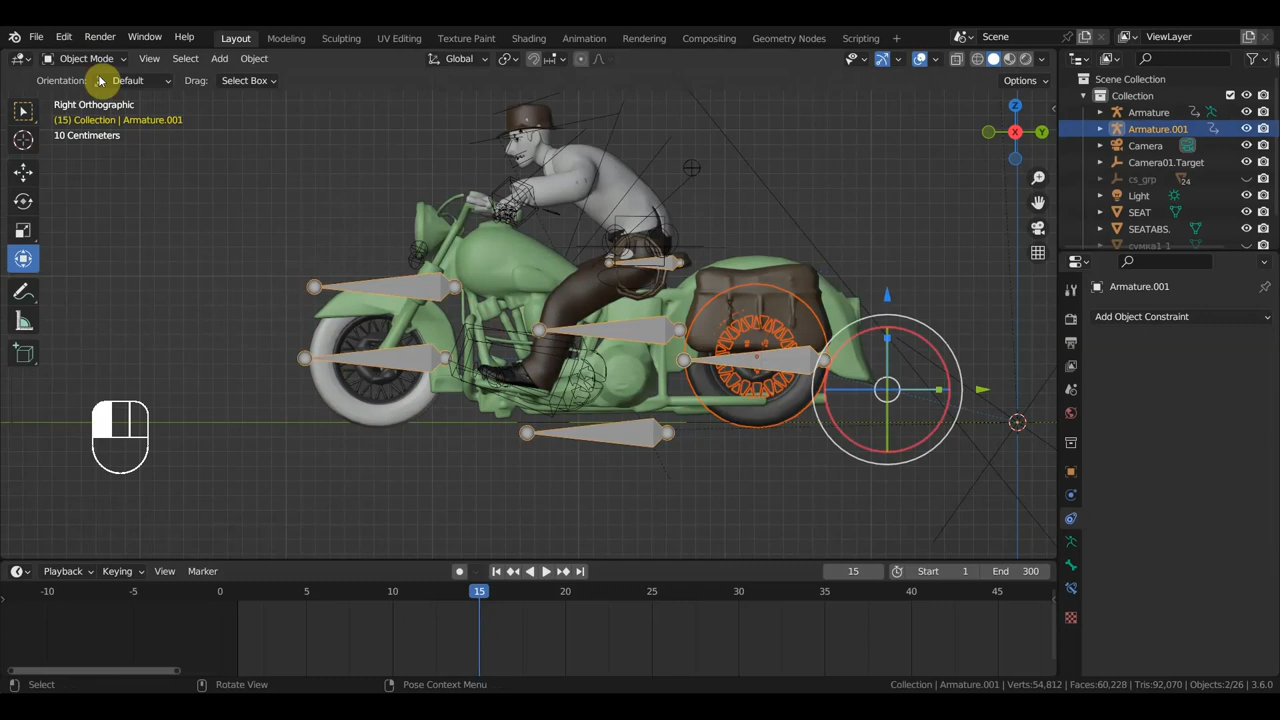 File Edit Render Window Help Layout Modeling Sculpting UV Editing Texture Paint Shading Animation Rendering Compositing Geometry Nodes Scripting + Scene ViewLayer
Object Mode View Select Add Object Global
Orientation: Default Drag: Select Box Options
Right Orthographic
(15) Collection | Armature.001
10 Centimeters
Z
X
Y
Scene Collection
Collection
Armature
Armature.001
Camera
Camera01.Target
cs_grp 24
Light
SEAT
SEATABS.
сумка1 1
Armature.001
Add Object Constraint
Playback Keying View Marker 15 Start 1 End 300
-10 -5 0 5 10 15 20 25 30 35 40 45
Select Rotate View Pose Context Menu Collection | Armature.001 | Verts:54,812 | Faces:60,228 | Tris:92,070 | Objects:2/26 | 3.6.0